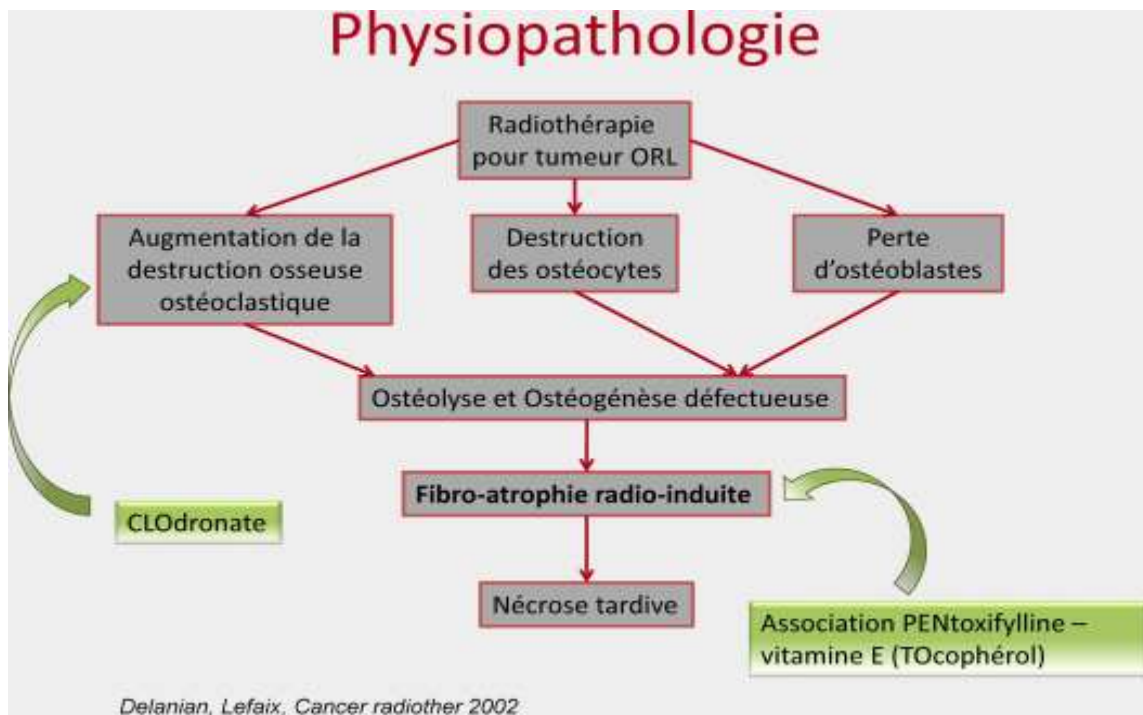 Physiopathologie
Radiothérapie
pour tumeur ORL
Augmentation de la
destruction osseuse
ostéoclastique
Destruction
des ostéocytes
Perte
d'ostéoblastes
Ostéolyse et Ostéogénèse défectueuse
Fibro-atrophie radio-induite
CLOdronate
Nécrose tardive
Association PENtoxifylline –
vitamine E (TOcophérol)
Delanian, Lefaix, Cancer radiother 2002